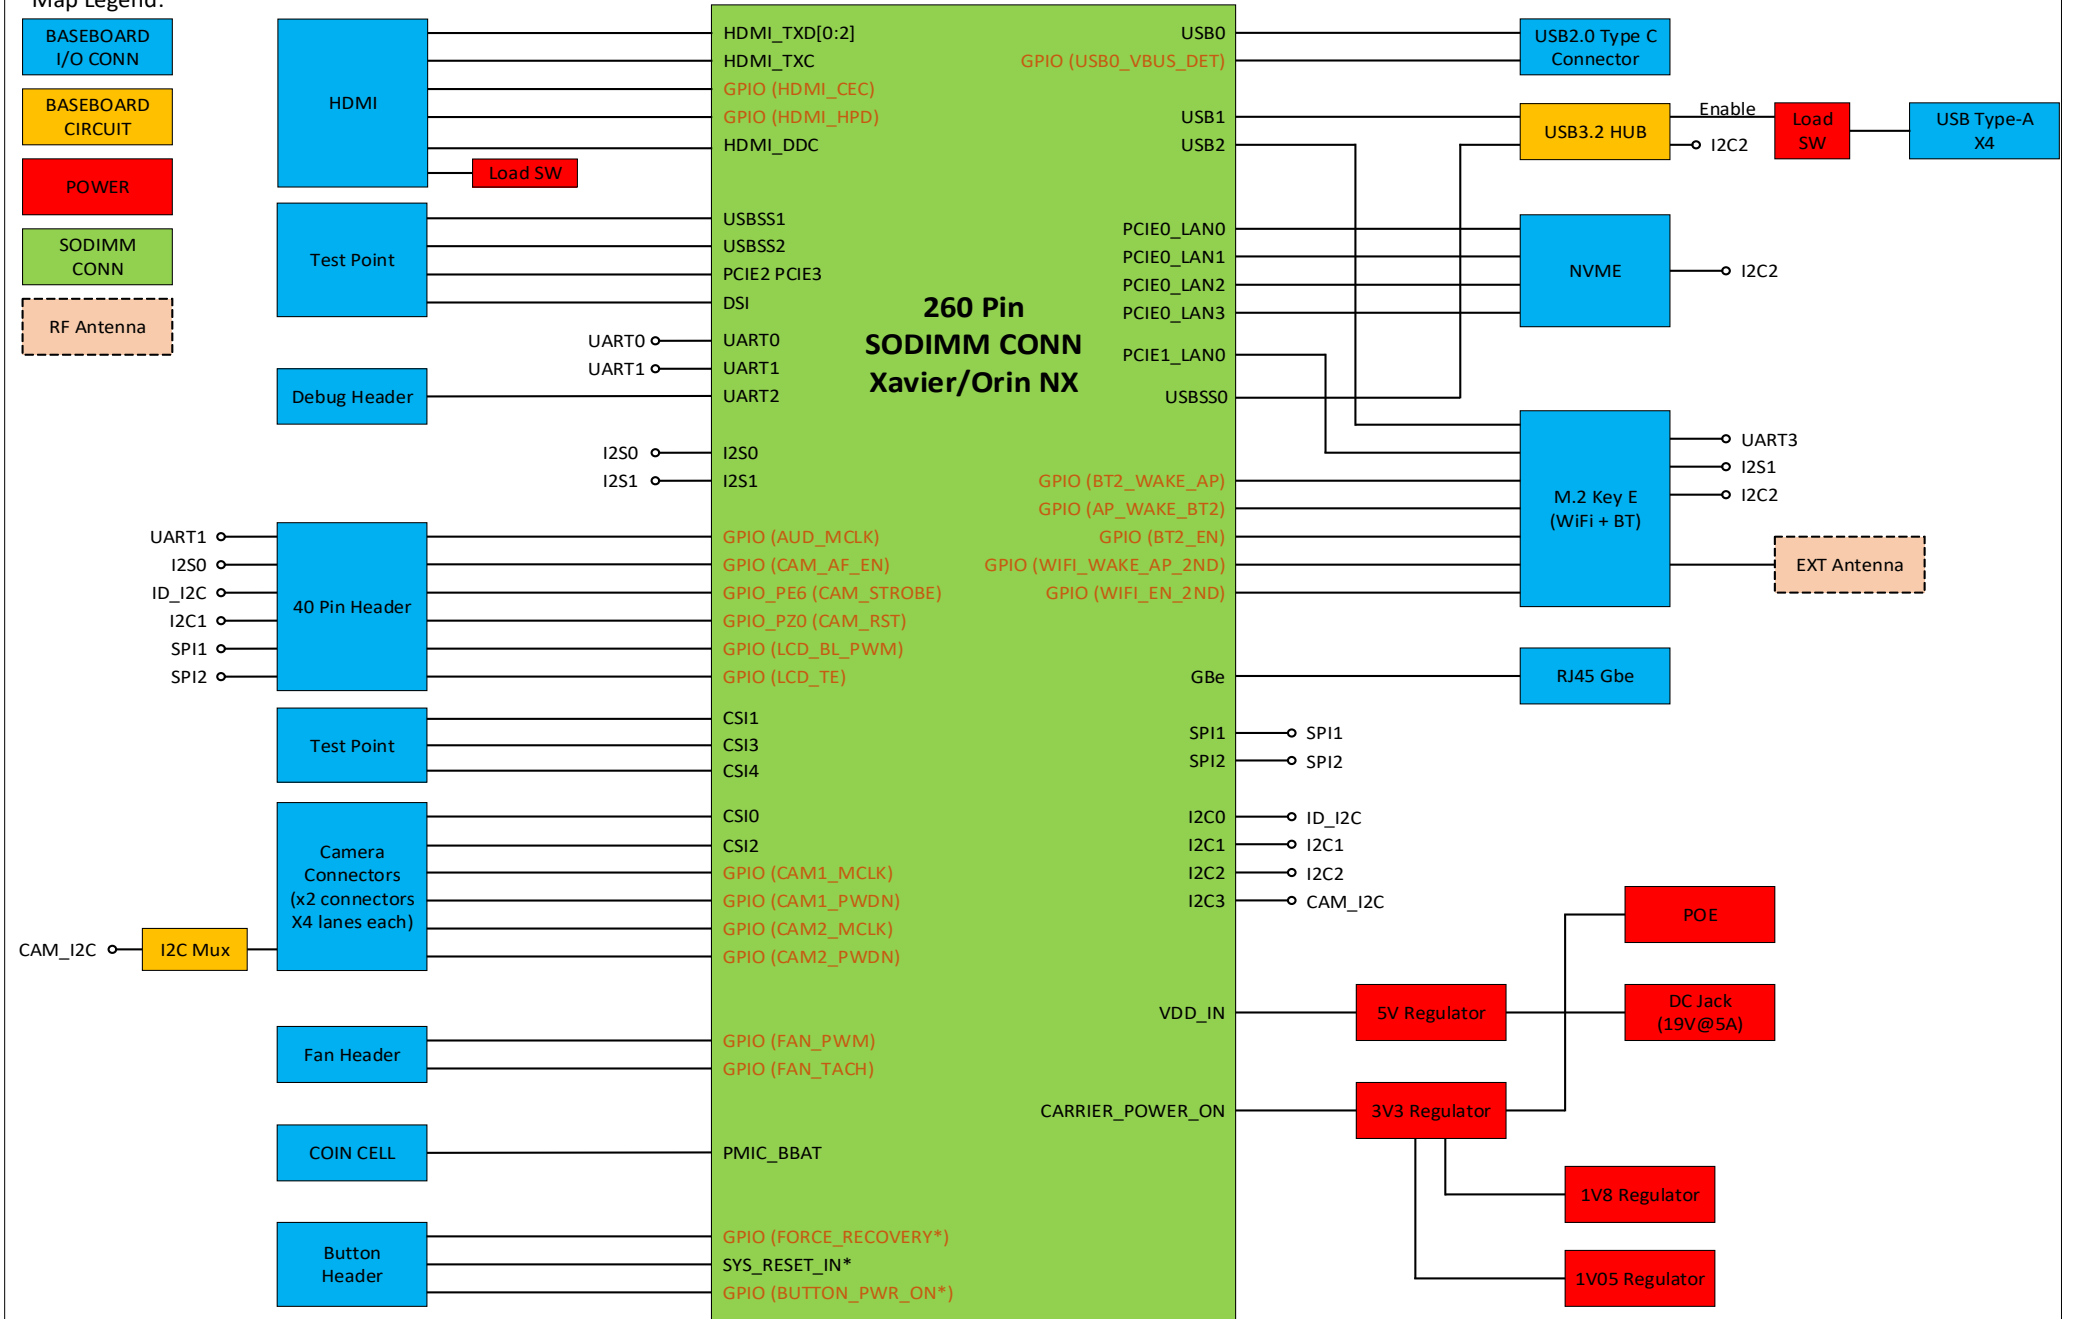 Map Legend:
BASEBOARD
I/O CONN
BASEBOARD
CIRCUIT
POWER
SODIMM
CONN
RF Antenna
HDMI
Load SW
Test Point
UART0
UART1
Debug Header
I2S0
I2S1
UART1
I2S0
ID_I2C
I2C1
SPI1
SPI2
40 Pin Header
Test Point
Camera
Connectors
(x2 connectors
X4 lanes each)
CAM_I2C
I2C Mux
Fan Header
COIN CELL
Button
Header
HDMI_TXD[0:2]
HDMI_TXC
GPIO (HDMI_CEC)
GPIO (HDMI_HPD)
HDMI_DDC
USBSS1
USBSS2
PCIE2 PCIE3
DSI
UART0
UART1
UART2
I2S0
I2S1
GPIO (AUD_MCLK)
GPIO (CAM_AF_EN)
GPIO_PE6 (CAM_STROBE)
GPIO_PZ0 (CAM_RST)
GPIO (LCD_BL_PWM)
GPIO (LCD_TE)
CSI1
CSI3
CSI4
CSI0
CSI2
GPIO (CAM1_MCLK)
GPIO (CAM1_PWDN)
GPIO (CAM2_MCLK)
GPIO (CAM2_PWDN)
GPIO (FAN_PWM)
GPIO (FAN_TACH)
PMIC_BBAT
GPIO (FORCE_RECOVERY*)
SYS_RESET_IN*
GPIO (BUTTON_PWR_ON*)
260 Pin
SODIMM CONN
Xavier/Orin NX
USB0
GPIO (USB0_VBUS_DET)
USB1
USB2
PCIE0_LAN0
PCIE0_LAN1
PCIE0_LAN2
PCIE0_LAN3
PCIE1_LAN0
USBSS0
GPIO (BT2_WAKE_AP)
GPIO (AP_WAKE_BT2)
GPIO (BT2_EN)
GPIO (WIFI_WAKE_AP_2ND)
GPIO (WIFI_EN_2ND)
GBe
SPI1
SPI2
I2C0
I2C1
I2C2
I2C3
VDD_IN
CARRIER_POWER_ON
USB2.0 Type C
Connector
USB3.2 HUB
Enable
I2C2
Load
SW
USB Type-A
X4
NVME
I2C2
M.2 Key E
(WiFi + BT)
UART3
I2S1
I2C2
EXT Antenna
RJ45 Gbe
SPI1
SPI2
ID_I2C
I2C1
I2C2
CAM_I2C
POE
5V Regulator
DC Jack
(19V@5A)
3V3 Regulator
1V8 Regulator
1V05 Regulator